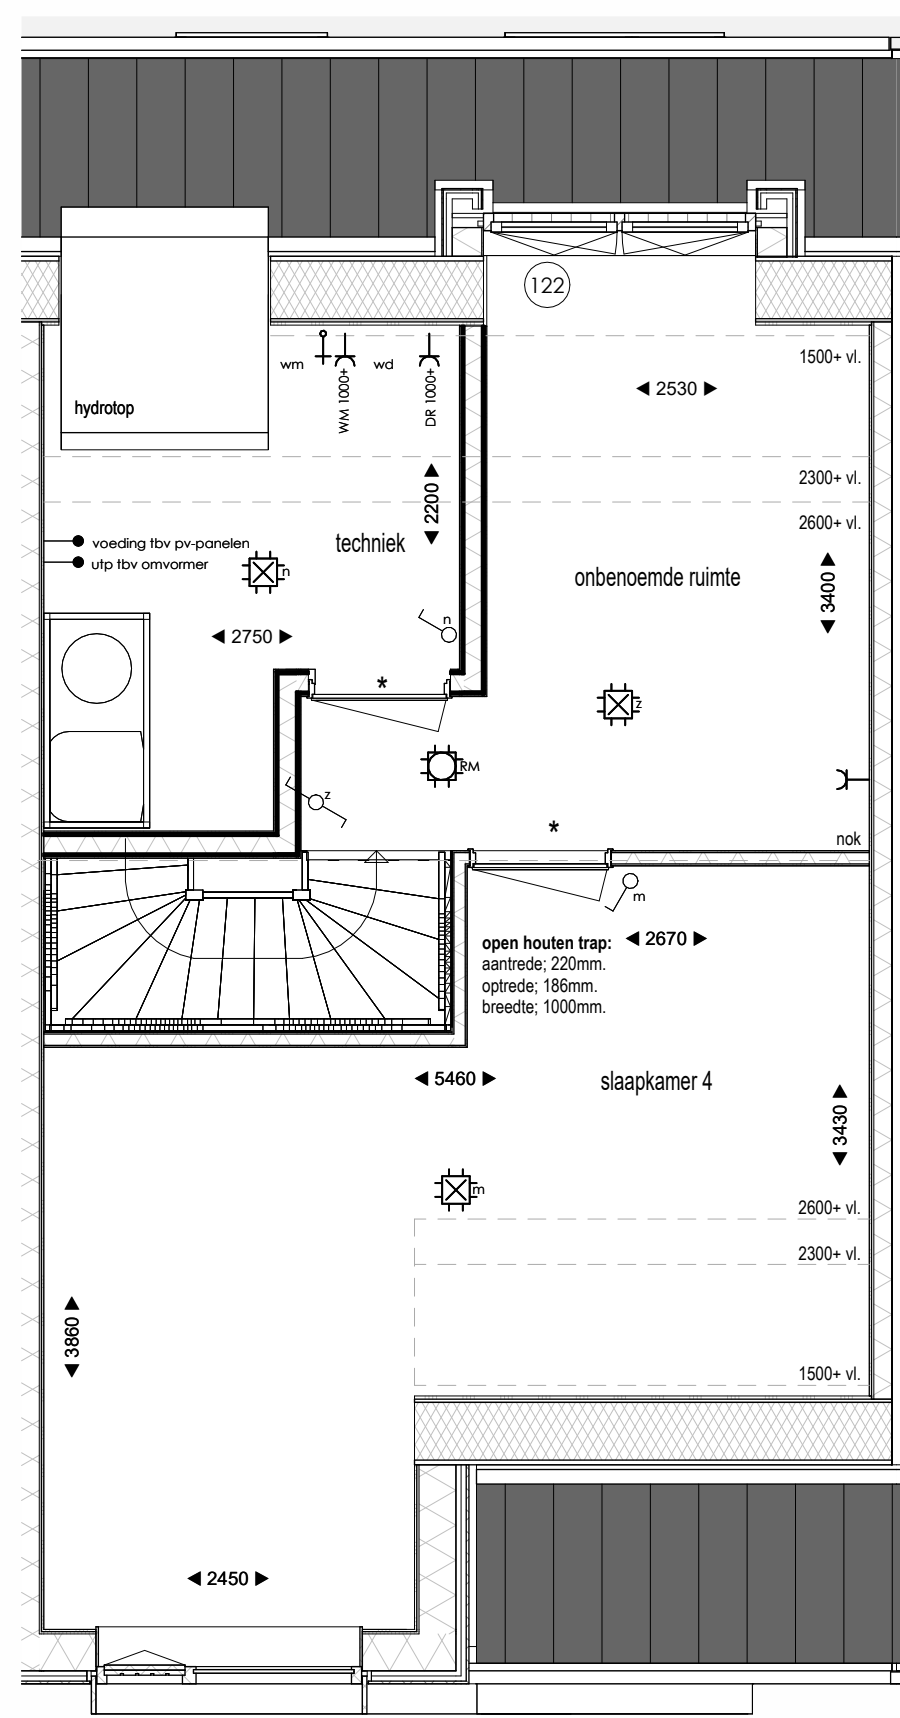 122
1500+ vl.
wm
wd
WM 1000+
DR 1000+
2530
hydrotop
2300+ vl.
2200
2600+ vl.
voeding tbv pv-panelen
techniek
utp tbv omvormer
n
onbenoemde ruimte
3400
n
2750
*
z
RM
z
*
nok
m
open houten trap:
2670
aantrede; 220mm.
optrede; 186mm.
breedte; 1000mm.
5460
slaapkamer 4
3430
m
2600+ vl.
2300+ vl.
3860
1500+ vl.
2450